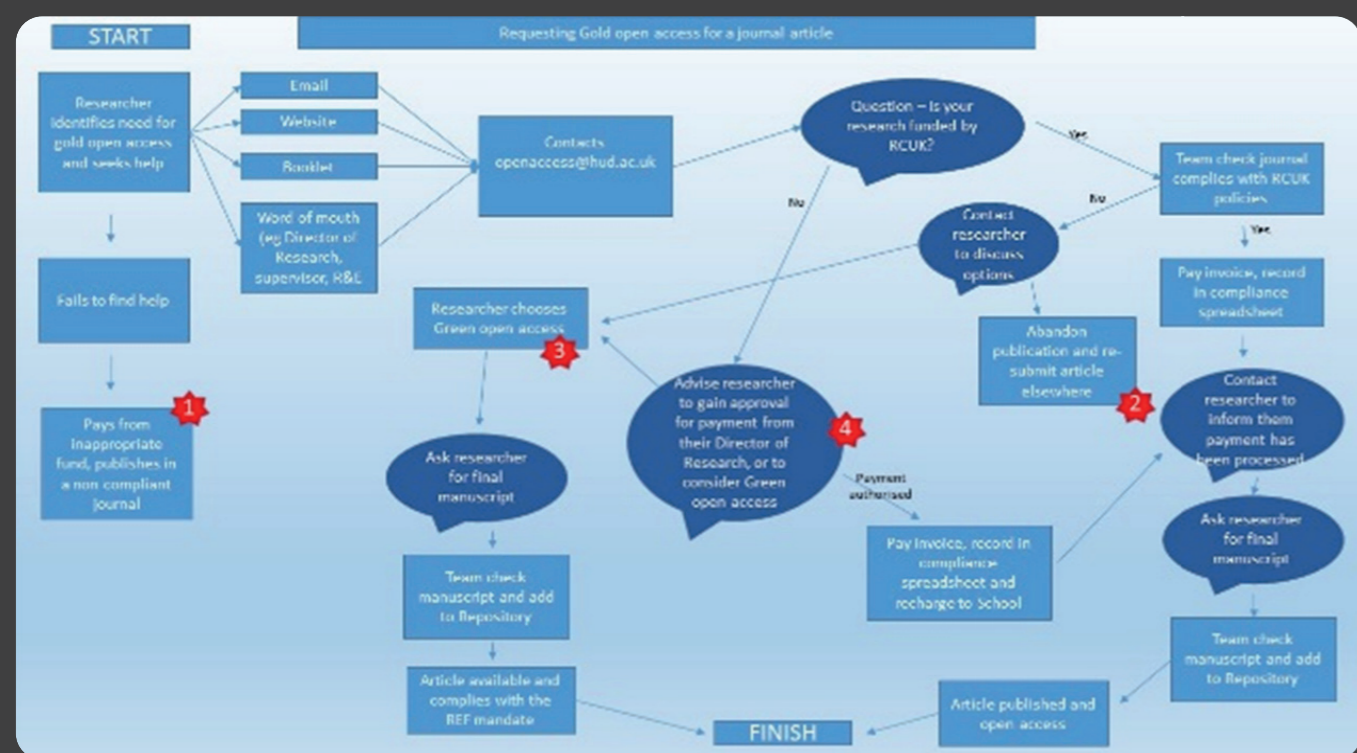 START
Requesting Gold open access for a journal article
Researcher
identifies need for
gold open access
and seeks help
Email
Website
Booklet
Word of mouth
(eg Director of
Research,
supervisor, R&E
Contacts
openaccess@hud.ac.uk
Question – Is your
research funded by
RCUK?
Yes
No
Team check journal
complies with RCUK
policies
No
Yes
Contact
researcher
to discuss
options
Fails to find help
Researcher chooses
Green open access
3
Pay invoice, record
in compliance
spreadsheet
Abandon
publication and re-
submit article
elsewhere
2
Pays from
inappropriate
fund, publishes in
a non compliant
journal
1
Advise researcher
to gain approval
for payment from
their Director of
Research, or to
consider Green
open access
4
Payment
authorised
Contact
researcher to
inform them
payment has
been processed
Ask researcher
for final
manuscript
Ask researcher
for final
manuscript
Pay invoice, record in
compliance
spreadsheet and
recharge to School
Team check
manuscript and add
to Repository
Team check
manuscript and add
to Repository
Article available and
complies with the
REF mandate
Article published and
open access
FINISH